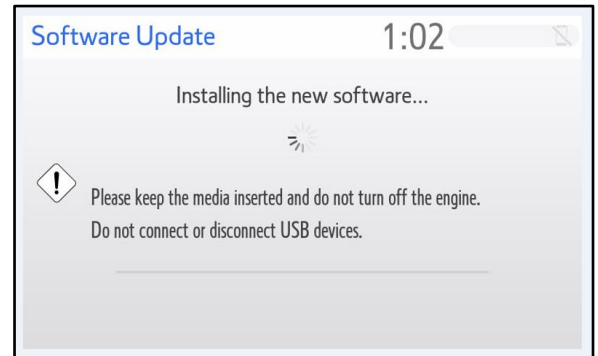 Software Update 1:02
Installing the new software...
Please keep the media inserted and do not turn off the engine.
Do not connect or disconnect USB devices.